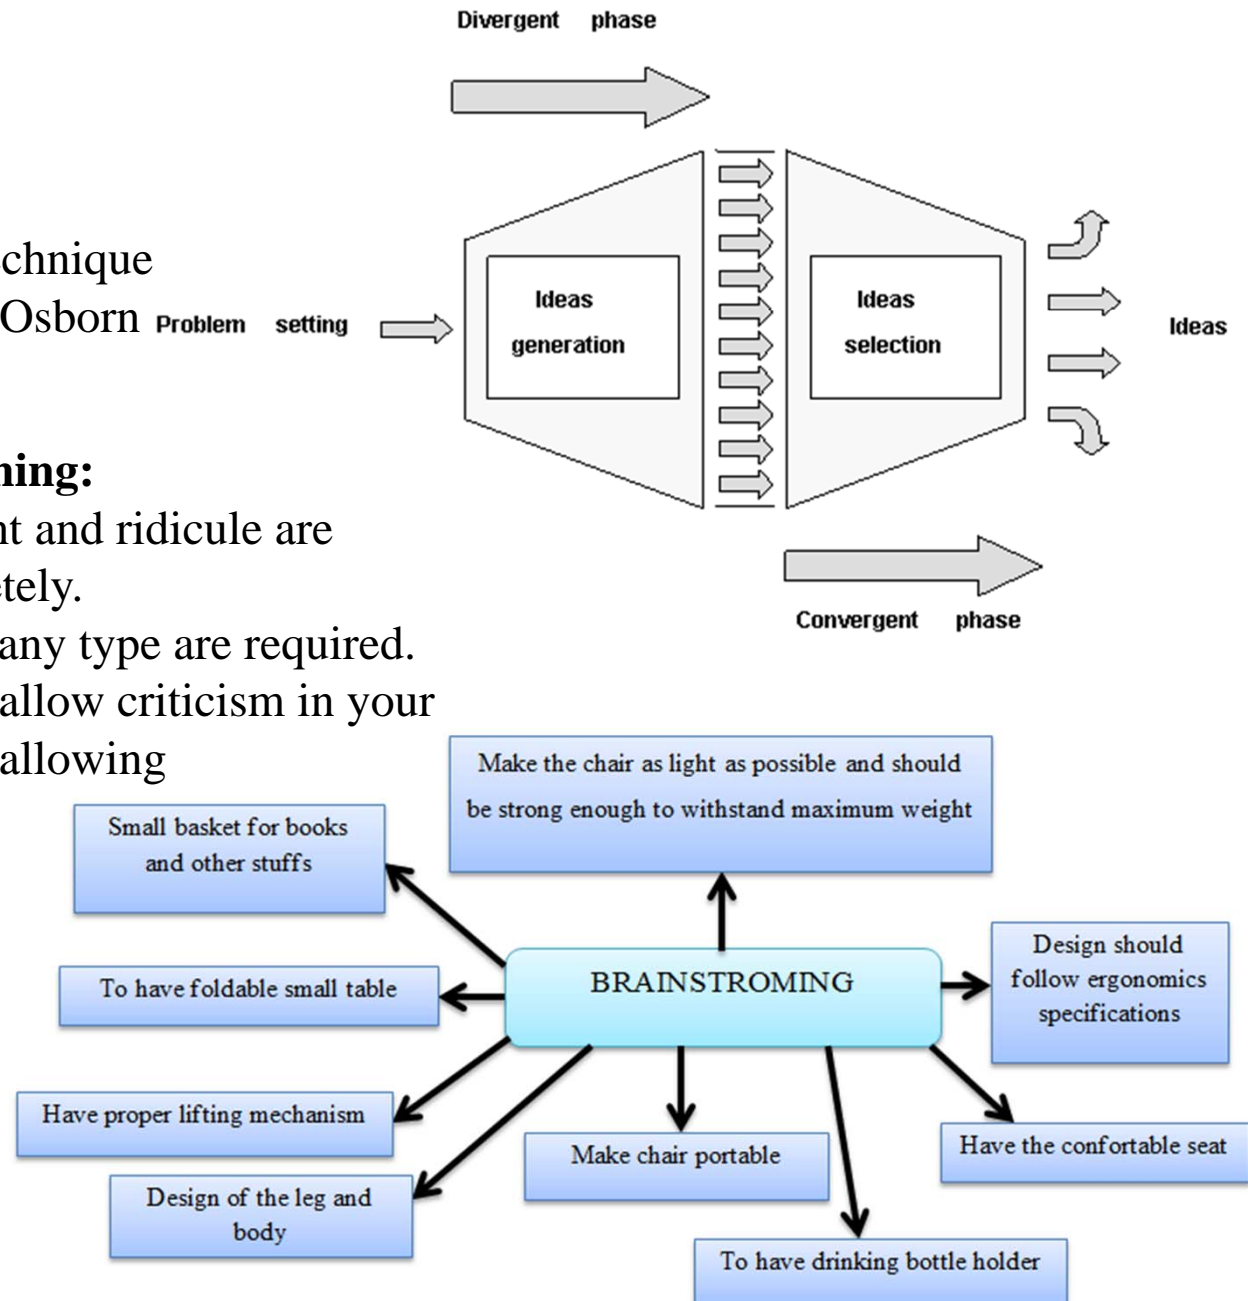 Divergent phase
echnique
Osborn
Problem setting
Ideas
generation
Ideas
selection
Ideas
ning:
nt and ridicule are
etely.
any type are required.
allow criticism in your
allowing
Convergent phase
Make the chair as light as possible and should
be strong enough to withstand maximum weight
Small basket for books
and other stuffs
BRAINSTROMING
Design should
follow ergonomics
specifications
To have foldable small table
Have proper lifting mechanism
Make chair portable
Have the confortable seat
Design of the leg and
body
To have drinking bottle holder